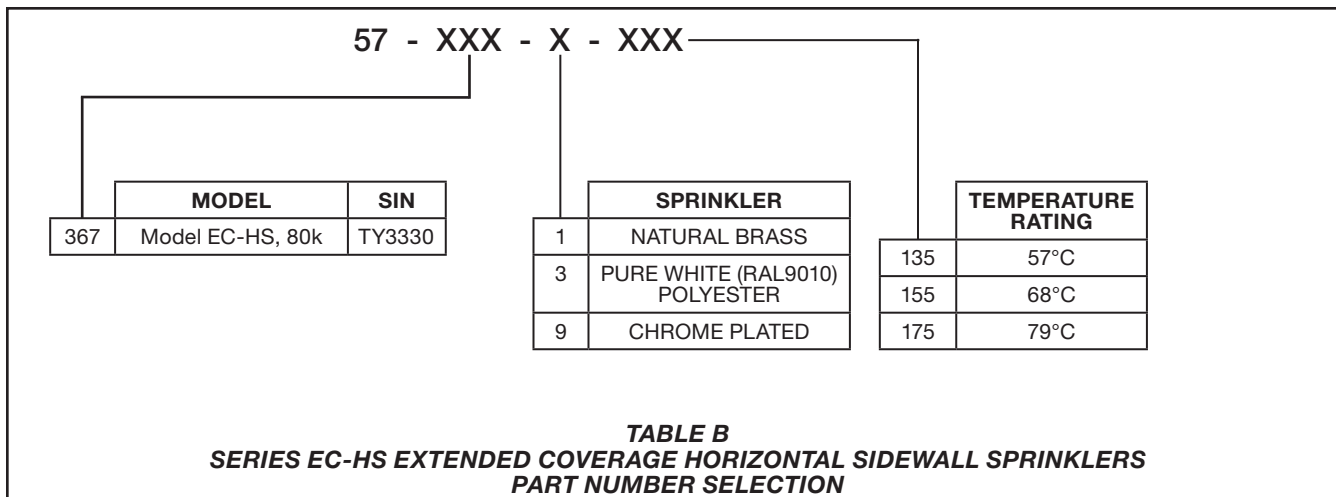 57 - XXX - X - XXX
MODEL SIN
367 Model EC-HS, 80k TY3330
SPRINKLER
1 NATURAL BRASS
3 PURE WHITE (RAL9010)
POLYESTER
9 CHROME PLATED
TEMPERATURE
RATING
135 57°C
155 68°C
175 79°C
TABLE B
SERIES EC-HS EXTENDED COVERAGE HORIZONTAL SIDEWALL SPRINKLERS
PART NUMBER SELECTION